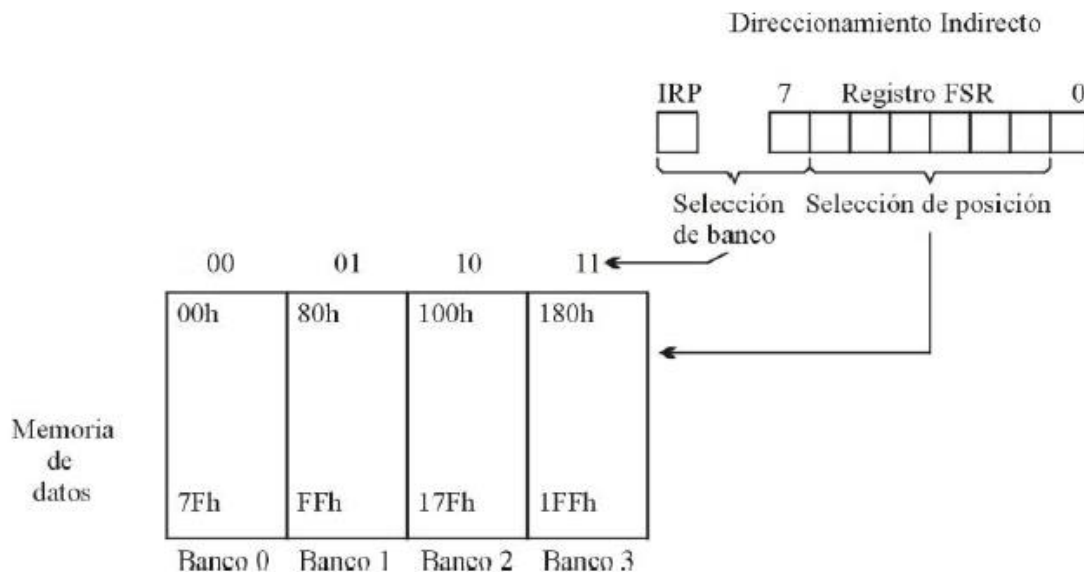 Direccionamiento Indirecto
IRP 7 Registro FSR 0
Selección Selección de posición
de banco
00 01 10 11
00h 80h 100h 180h
Memoria
de
datos
7Fh FFh 17Fh 1FFh
Banco 0 Banco 1 Banco 2 Banco 3